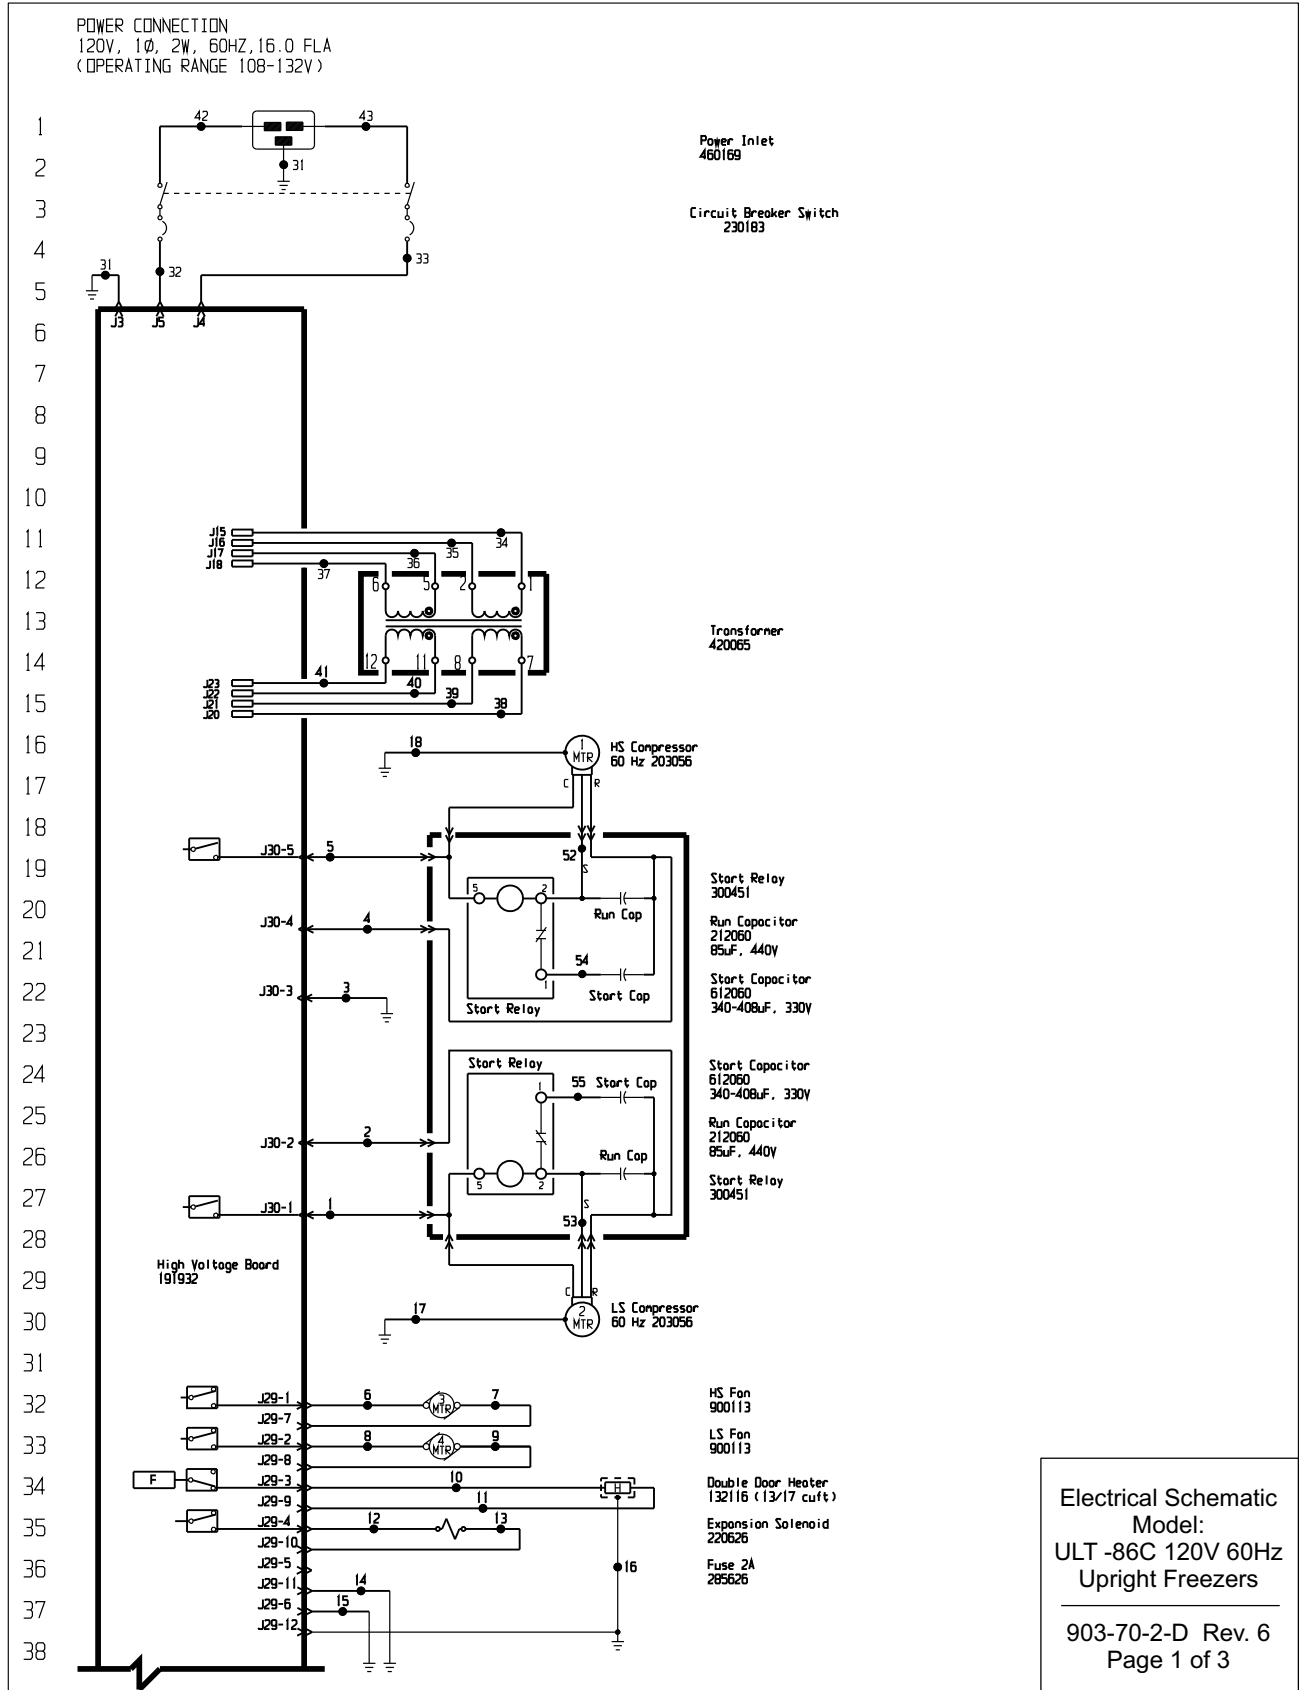 POWER CONNECTION
120V, 1Ø, 2W, 60HZ,16.0 FLA
(OPERATING RANGE 108-132V)
1
42
43
Power Inlet
460169
2
31
3
Circuit Breaker Switch
230183
4
31
32
33
5
J3
J5
J4
6
7
8
9
10
11
J15
J16
J17
J18
34
35
36
37
12
6
5
2
1
13
Transformer
420065
14
12
11
8
7
41
40
39
38
15
J23
J22
J21
J20
16
18
1
MTR
HS Compressor
60 Hz 203056
17
C
R
18
J30-5
5
52
S
19
Start Relay
300451
5
2
20
J30-4
4
Run Cap
Run Capacitor
212060
85uF, 440V
21
54
1
22
J30-3
3
Start Relay
Start Cap
Start Capacitor
612060
340-408uF, 330V
23
24
Start Relay
1
55
Start Cap
Start Capacitor
612060
340-408uF, 330V
25
J30-2
2
Run Capacitor
212060
85uF, 440V
26
Run Cap
5
2
Start Relay
300451
27
J30-1
1
S
53
28
High Voltage Board
191932
29
C
R
30
17
2
MTR
LS Compressor
60 Hz 203056
31
32
J29-1
6
3
MTR
7
HS Fan
900113
J29-7
33
J29-2
8
4
MTR
9
LS Fan
900113
J29-8
34
F
J29-3
10
H
Double Door Heater
132116 (13/17 cuft)
J29-9
11
35
J29-4
12
13
Expansion Solenoid
220626
J29-10
36
J29-5
16
Fuse 2A
285626
J29-11
14
37
J29-6
15
J29-12
38
Electrical Schematic
Model:
ULT -86C 120V 60Hz
Upright Freezers
903-70-2-D Rev. 6
Page 1 of 3